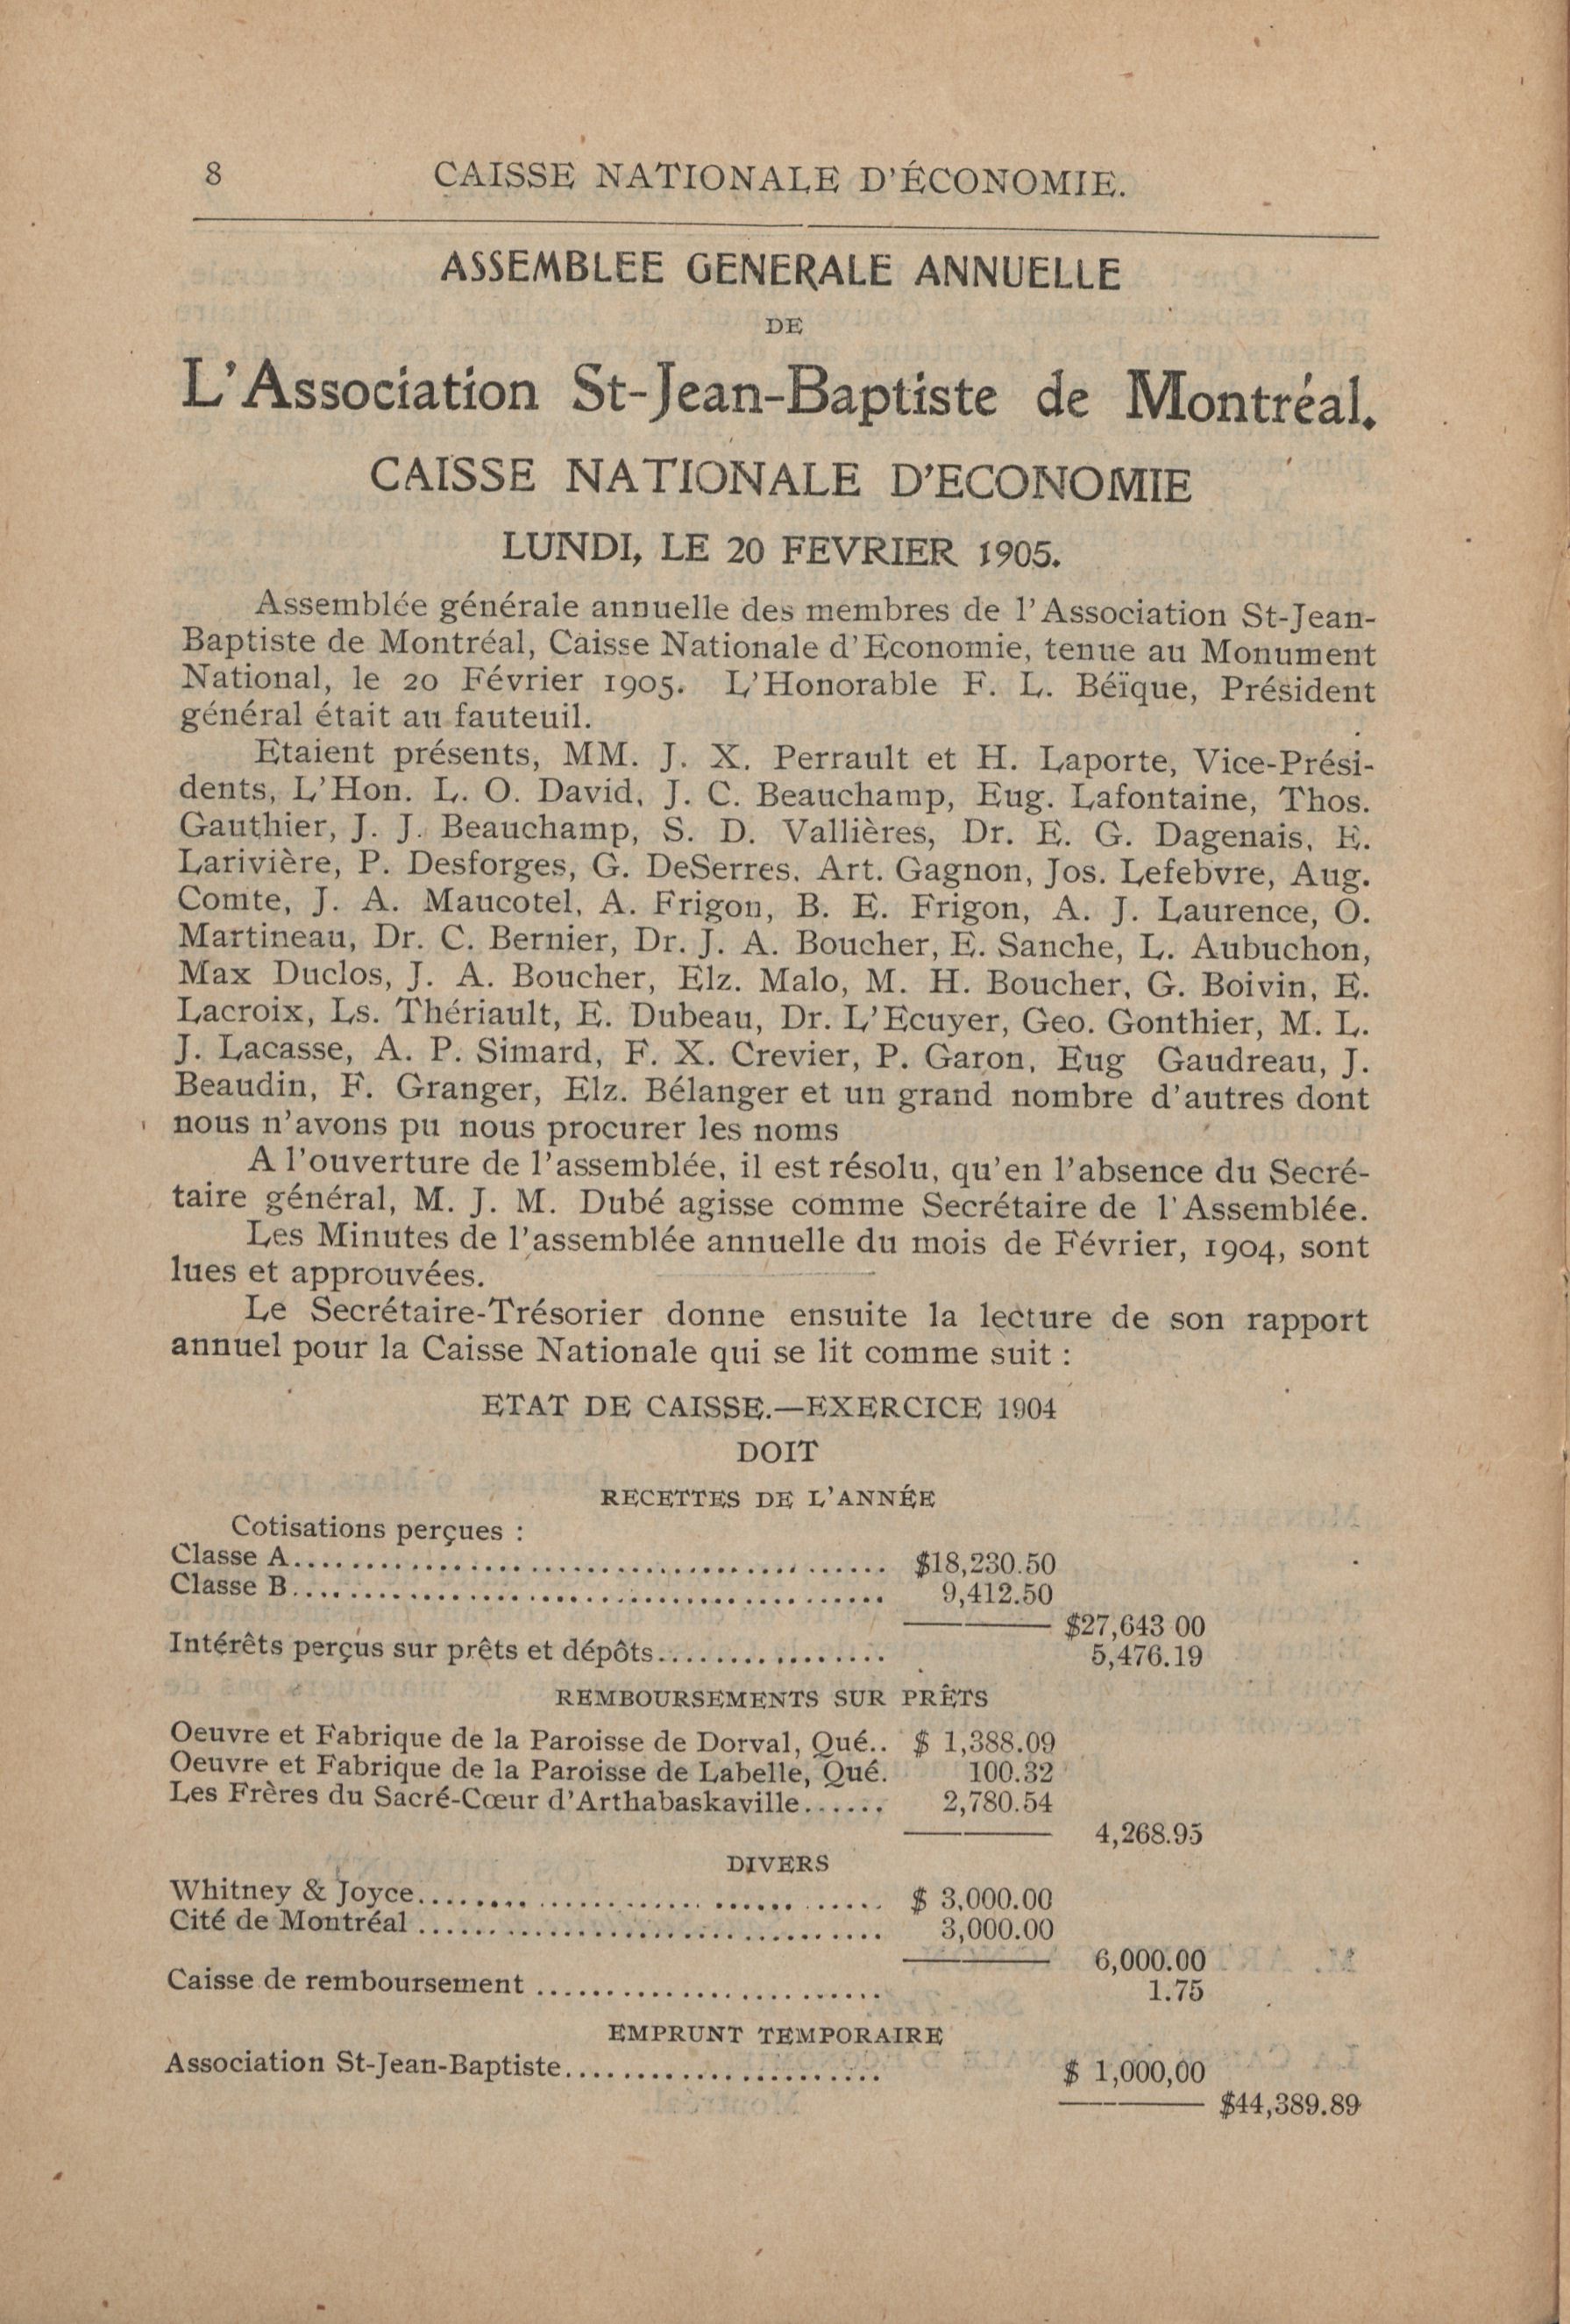 8 CAISSE NATIONALE D'ÉCONOMIE.
ASSEMBLEE GENERALE ANNUELLE
DE
L'Association St-Jean-Baptiste de Montréal.
CAISSE NATIONALE D'ECONOMIE
LUNDI, LE 20 FEVRIER 1905.
Assemblée générale annuelle des membres de l'Association St-Jean-
Baptiste de Montréal, Caisse Nationale d'Economie, tenue au Monument
National, le 20 Février 1905. L'Honorable F. L. Béïque, Président
général était au fauteuil.
Etaient présents, MM. J. X. Perrault et H. Laporte, Vice-Prési-
dents, L'Hon. L. O. David, J. C. Beauchamp, Eug. Lafontaine, Thos.
Gauthier, J. J. Beauchamp, S. D. Vallières, Dr. E. G. Dagenais, E.
Larivière, P. Desforges, G. DeSerres. Art. Gagnon, Jos. Lefebvre, Aug.
Comte, J. A. Maucotel, A. Frigon, B. E. Frigon, A. J. Laurence, O.
Martineau, Dr. C. Bernier, Dr. J. A. Boucher, E. Sanche, L. Aubuchon,
Max Duclos, J. A. Boucher, Elz. Malo, M. H. Boucher, G. Boivin, E.
Lacroix, Ls. Thériault, E. Dubeau, Dr. L'Ecuyer, Geo. Gonthier, M. L.
J. Lacasse, A. P. Simard, F. X. Crevier, P. Garon, Eug Gaudreau, J.
Beaudin, F. Granger, Elz. Bélanger et un grand nombre d'autres dont
nous n'avons pu nous procurer les noms
A l'ouverture de l'assemblée, il est résolu, qu'en l'absence du Secré-
taire général, M. J. M. Dubé agisse comme Secrétaire de l'Assemblée.
Les Minutes de l'assemblée annuelle du mois de Février, 1904, sont
lues et approuvées.
Le Secrétaire-Trésorier donne ensuite la lecture de son rapport
annuel pour la Caisse Nationale qui se lit comme suit :
ETAT DE CAISSE.—EXERCICE 1904
DOIT
RECETTES DE L'ANNÉE
Cotisations perçues :
Classe A........................................ $18,230.50
Classe B........................................ 9,412.50
$27,643 00
Intérêts perçus sur prêts et dépôts................ 5,476.19
REMBOURSEMENTS SUR PRÊTS
Oeuvre et Fabrique de la Paroisse de Dorval, Qué.. $ 1,388.09
Oeuvre et Fabrique de la Paroisse de Labelle, Qué. 100.32
Les Frères du Sacré-Cœur d'Arthabaskaville...... 2,780.54
4,268.95
DIVERS
Whitney & Joyce................................ $ 3,000.00
Cité de Montréal ................................ 3,000.00
6,000.00
Caisse de remboursement ........................ 1.75
EMPRUNT TEMPORAIRE
Association St-Jean-Baptiste...................... $ 1,000,00
$44,389.89